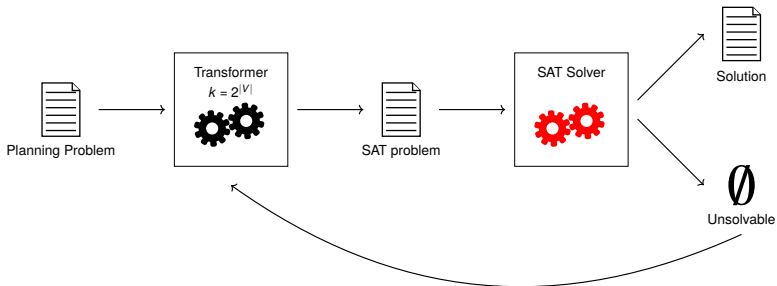 Planning Problem
Transformer
k = 2^|V|
SAT problem
SAT Solver
Solution
∅
Unsolvable